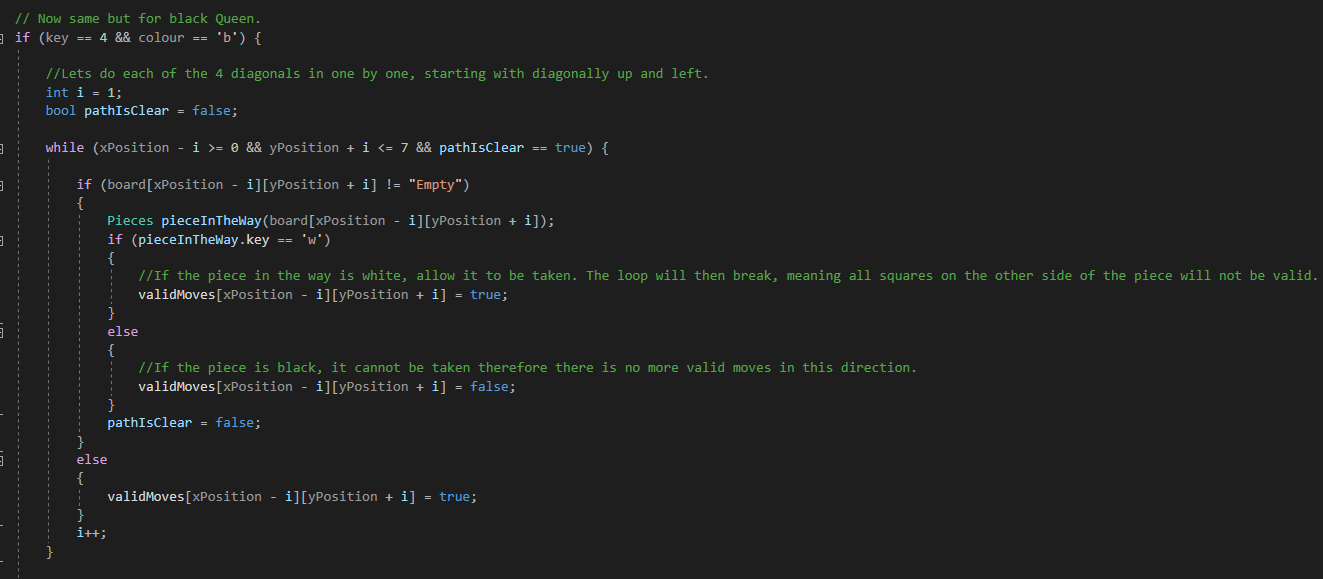 // Now same but for black Queen.
if (key == 4 && colour == 'b') {
//Lets do each of the 4 diagonals in one by one, starting with diagonally up and left.
int i = 1;
bool pathIsClear = false;
while (xPosition - i >= 0 && yPosition + i <= 7 && pathIsClear == true) {
if (board[xPosition - i][yPosition + i] != "Empty")
{
Pieces pieceInTheWay(board[xPosition - i][yPosition + i]);
if (pieceInTheWay.key == 'w')
{
//If the piece in the way is white, allow it to be taken. The loop will then break, meaning all squares on the other side of the piece will not be valid.
validMoves[xPosition - i][yPosition + i] = true;
}
else
{
//If the piece is black, it cannot be taken therefore there is no more valid moves in this direction.
validMoves[xPosition - i][yPosition + i] = false;
}
pathIsClear = false;
}
else
{
validMoves[xPosition - i][yPosition + i] = true;
}
i++;
}